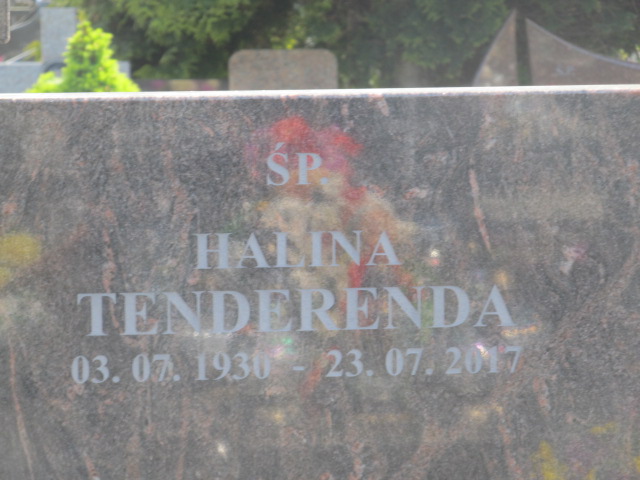 ŚP.
HALINA
TENDERENDA
03. 07. 1930 - 23. 07. 2017